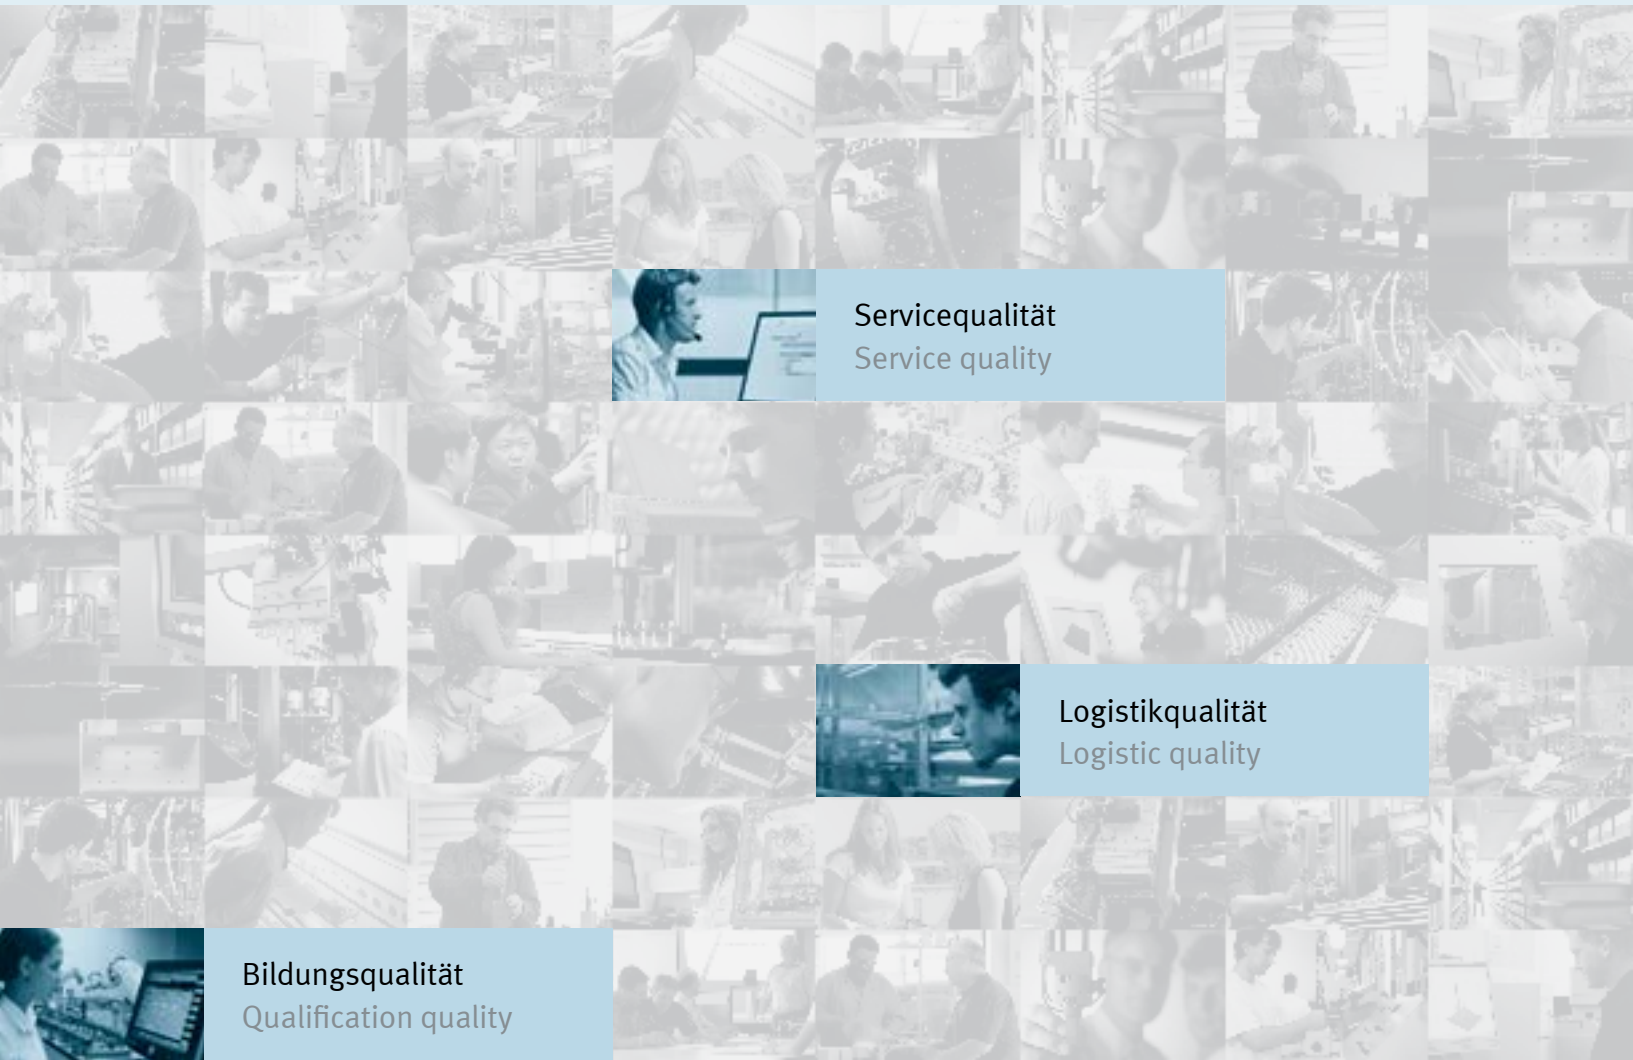 Servicequalität
Service quality
Logistikqualität
Logistic quality
Bildungsqualität
Qualification quality